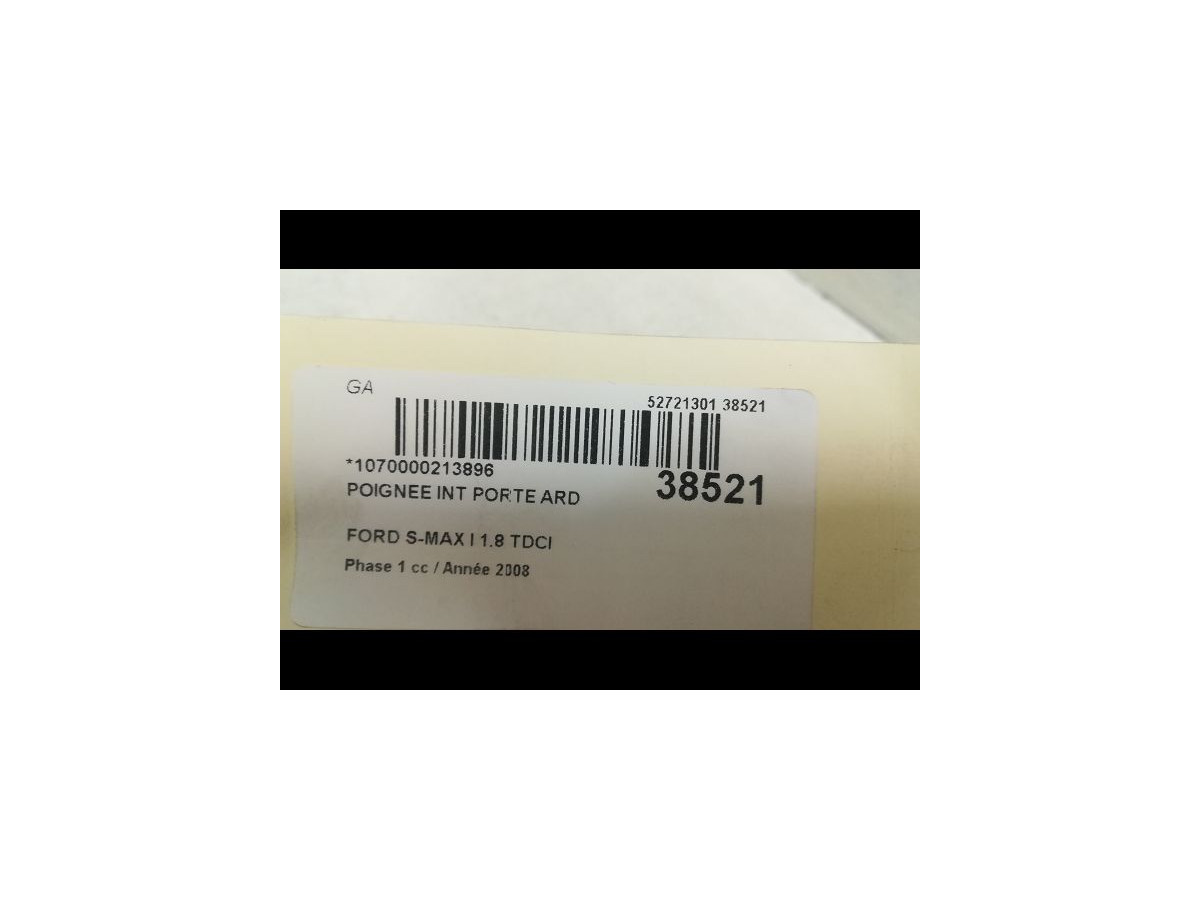 GA
52721301 38521
*1070000213896
38521
POIGNEE INT PORTE ARD
FORD S-MAX I 1.8 TDCI
Phase 1 cc / Année 2008